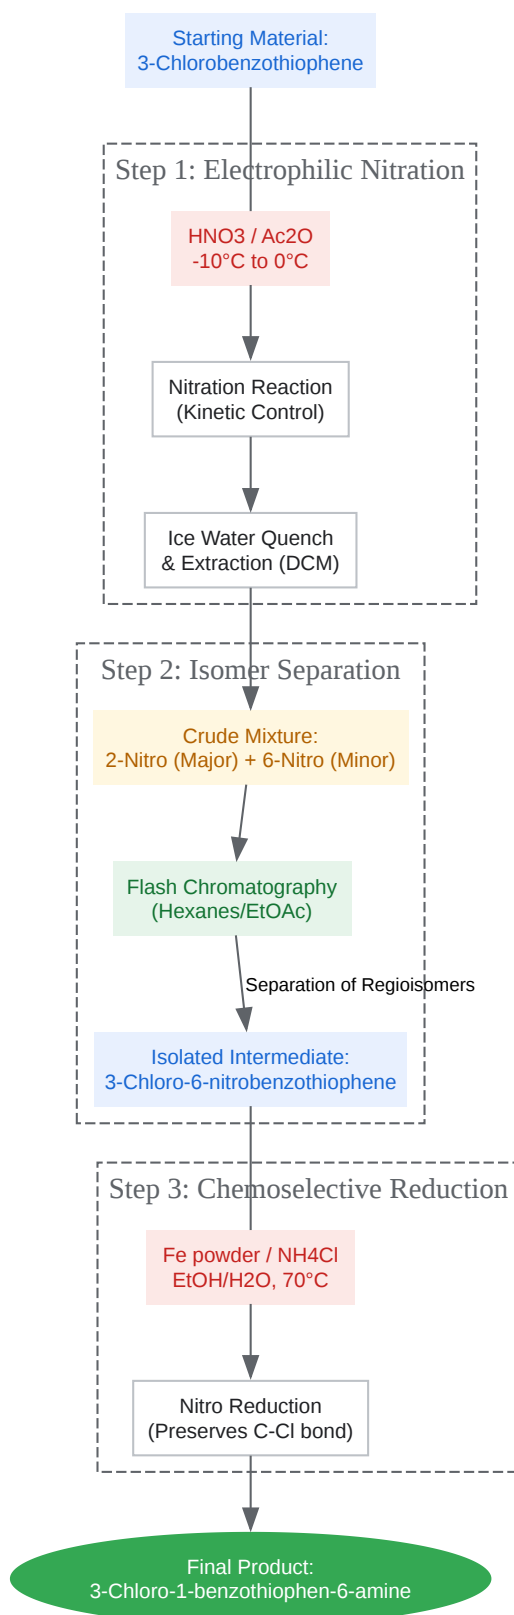 Starting Material:
3-Chlorobenzothiophene
Step 1: Electrophilic Nitration
HNO3 / Ac2O
-10°C to 0°C
Nitration Reaction
(Kinetic Control)
Ice Water Quench
& Extraction (DCM)
Step 2: Isomer Separation
Crude Mixture:
2-Nitro (Major) + 6-Nitro (Minor)
Flash Chromatography
(Hexanes/EtOAc)
Separation of Regioisomers
Isolated Intermediate:
3-Chloro-6-nitrobenzothiophene
Step 3: Chemoselective Reduction
Fe powder / NH4Cl
EtOH/H2O, 70°C
Nitro Reduction
(Preserves C-Cl bond)
Final Product:
3-Chloro-1-benzothiophen-6-amine